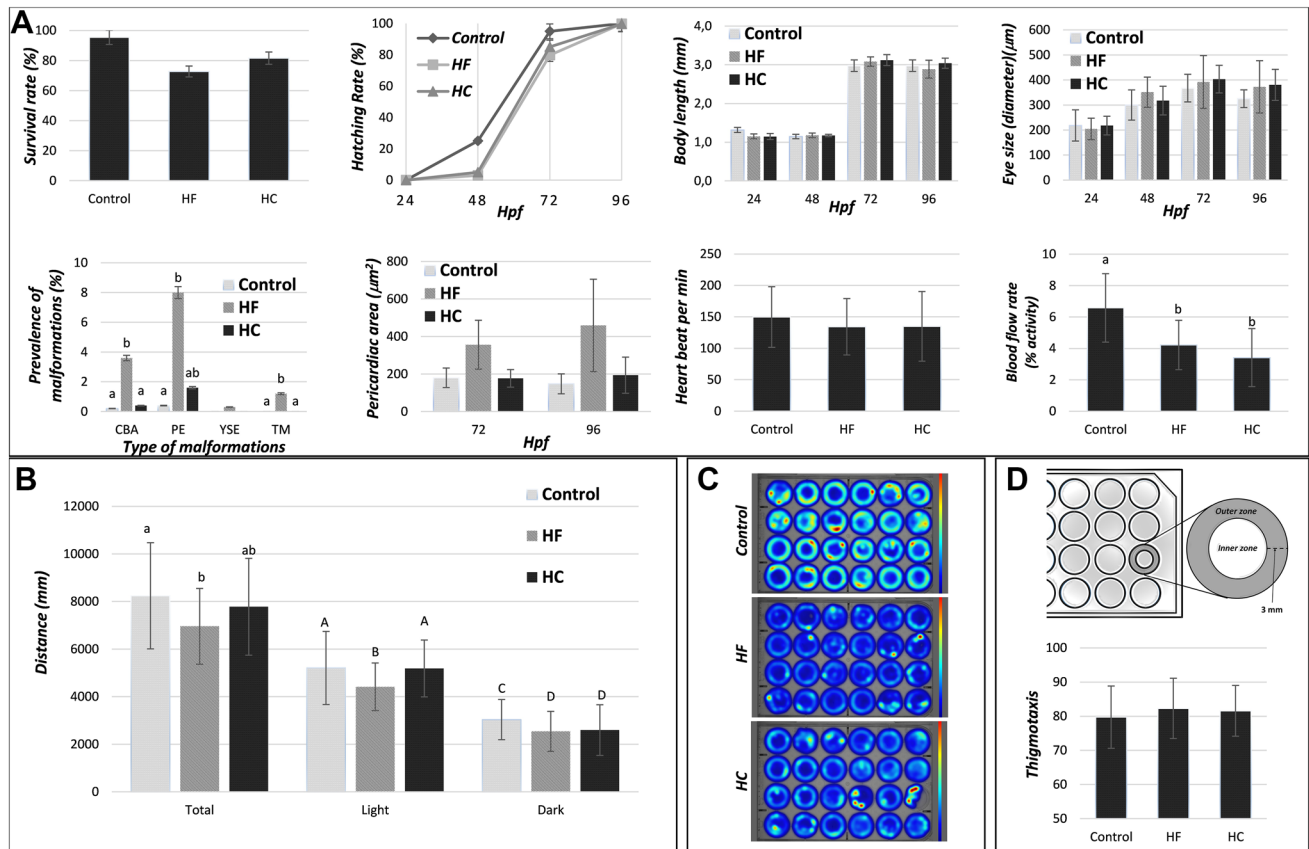 A
Survival rate (%)
100
80
60
40
20
0
Control HF HC
Hatching Rate (%)
100
80
60
40
20
0
Control
HF
HC
24 48 72 96
Hpf
Body length (mm)
4,0
3,0
2,0
1,0
0,0
Control
HF
HC
24 48 72 96
Hpf
Eye size (diameter)(μm)
600
500
400
300
200
100
0
Control
HF
HC
24 48 72 96
Hpf
Prevalence of
malformations (%)
10
8
6
4
2
0
b
Control
HF
HC
b
a a
ab
a
b
a a
CBA PE YSE TM
Type of malformations
Pericardiac area (μm²)
800
600
400
200
0
Control
HF
HC
72 96
Hpf
Heart beat per min
250
200
150
100
50
0
Control HF HC
Blood flow rate
(% activity)
10
8
6
4
2
0
a
b
b
Control HF HC
B
Distance (mm)
12000
10000
8000
6000
4000
2000
0
Control
HF
HC
a
b
ab
A
B
A
C
D
D
Total Light Dark
C
Control
HF
HC
D
Outer zone
Inner zone
3 mm
Thigmotaxis
100
90
80
70
60
50
Control HF HC